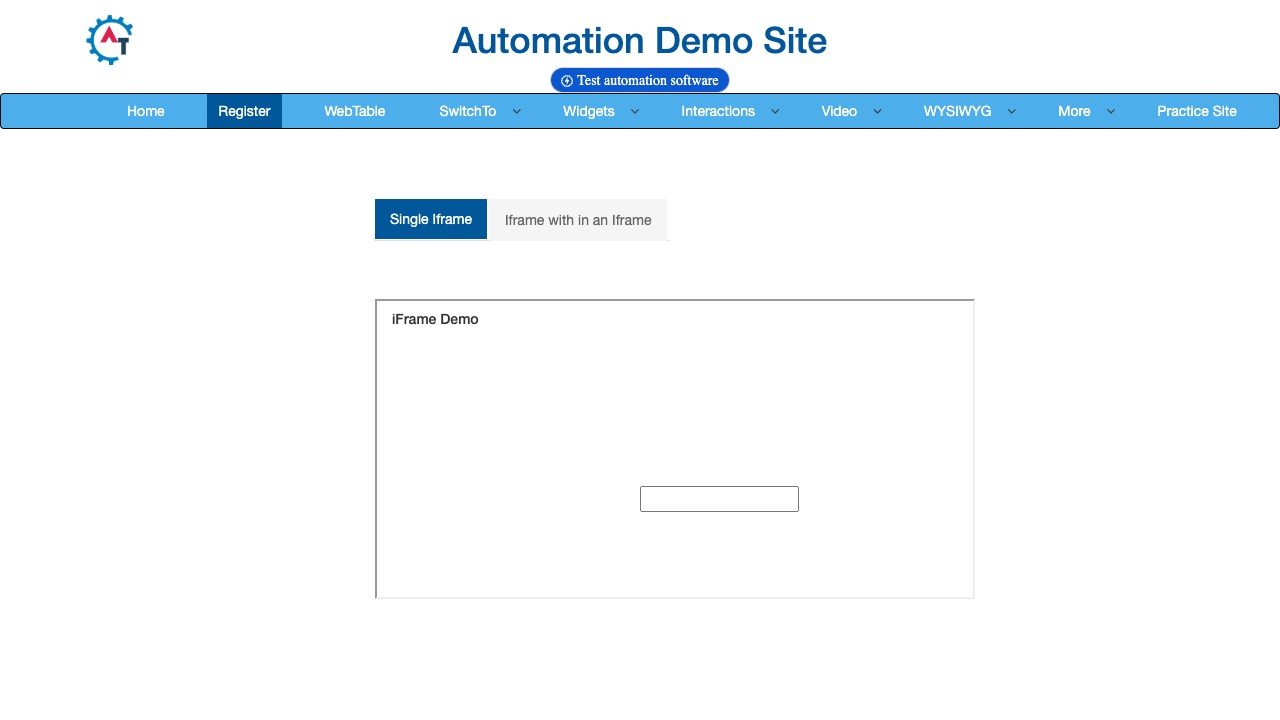 AT
Automation Demo Site
Test automation software
Home Register WebTable SwitchTo Widgets Interactions Video WYSIWYG More Practice Site
Single Iframe Iframe with in an Iframe
iFrame Demo